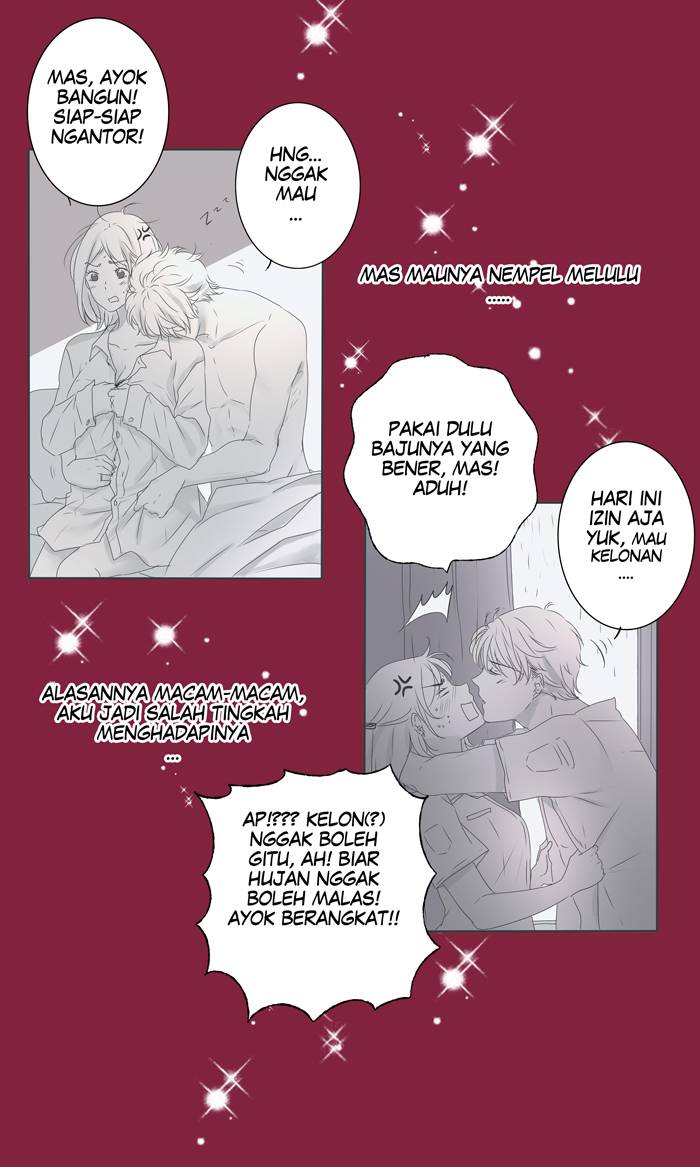 MAS, AYOK
BANGUN!
SIAP-SIAP
NGANTOR!
HNG...
NGGAK
MAU
...
ZZZ...
MAS MAUNYA NEMPEL MELULU
.....
PAKAI DULU
BAJUNYA YANG
BENER, MAS!
ADUH!
HARI INI
IZIN AJA
YUK, MAU
KELONAN
....
ALASANNYA MACAM-MACAM,
AKU JADI SALAH TINGKAH
MENGHADAPINYA
...
AP!??? KELON(?)
NGGAK BOLEH
GITU, AH! BIAR
HUJAN NGGAK
BOLEH MALAS!
AYOK BERANGKAT!!